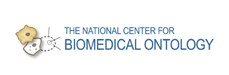 THE NATIONAL CENTER FOR
BIOMEDICAL ONTOLOGY